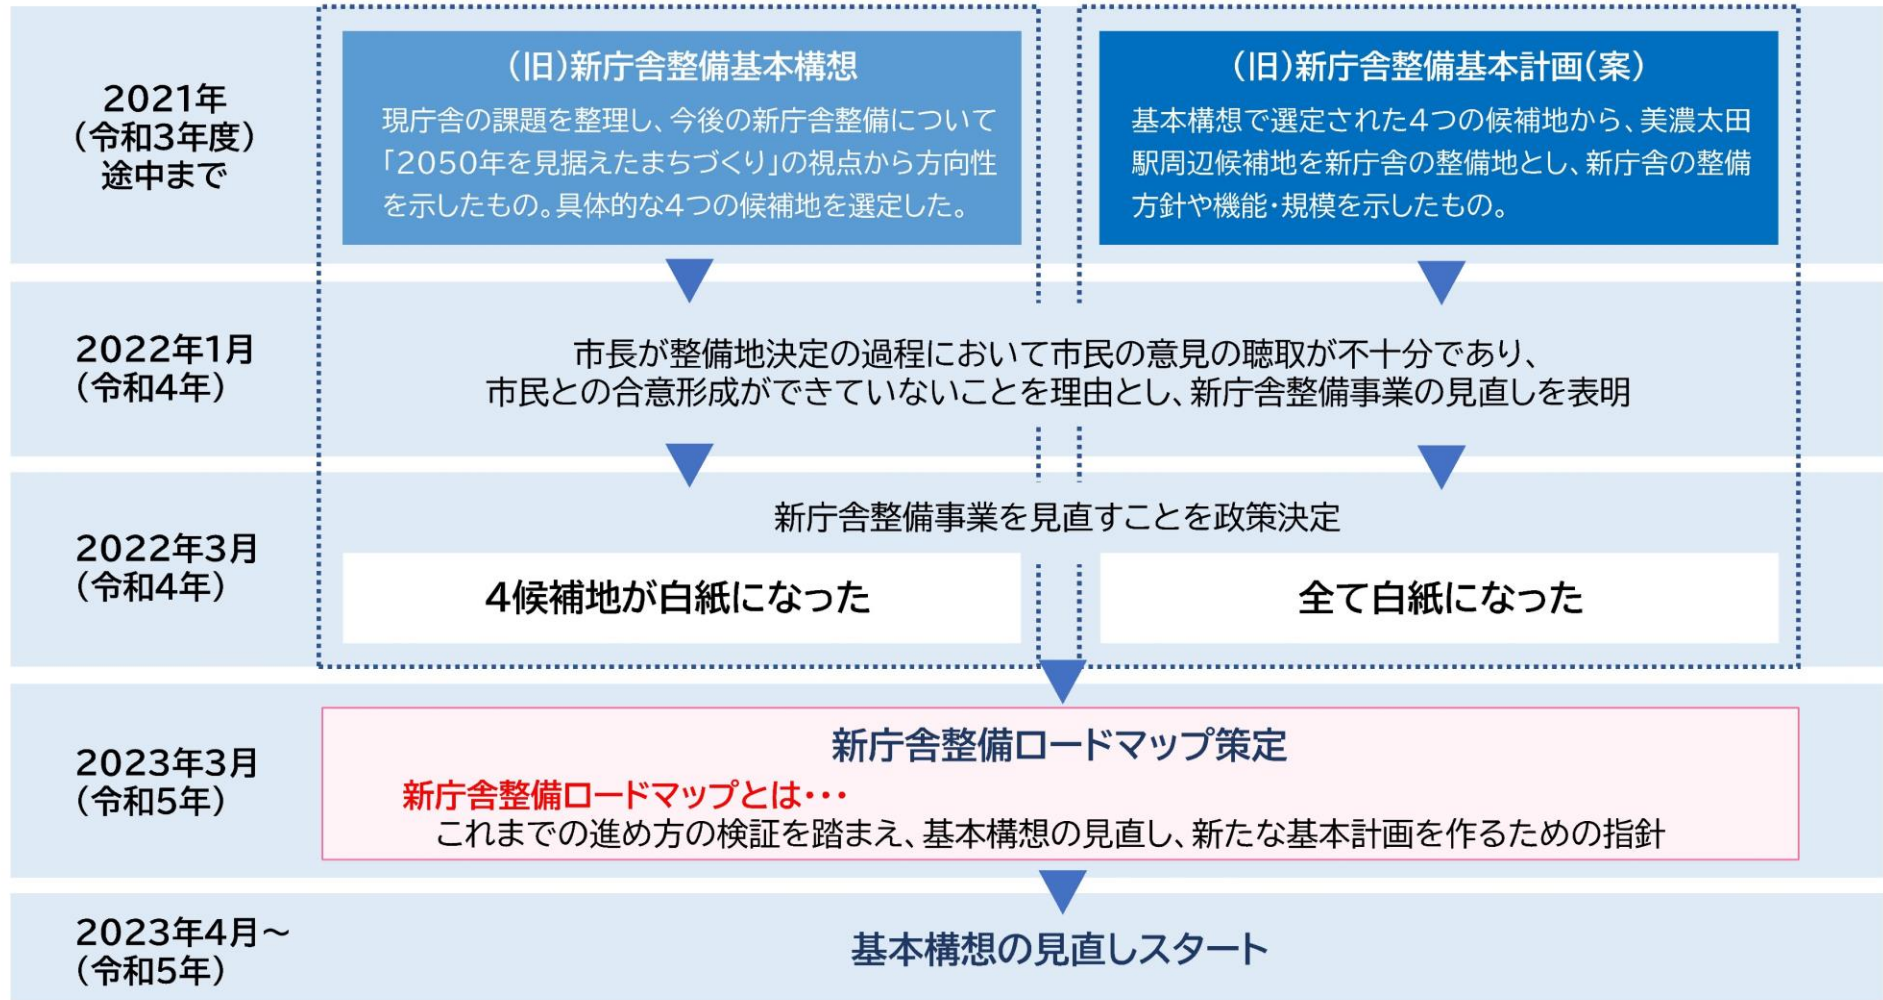 2021年
(令和3年度)
途中まで
(旧)新庁舎整備基本構想
現庁舎の課題を整理し、今後の新庁舎整備について
「2050年を見据えたまちづくり」の視点から方向性
を示したもの。具体的な4つの候補地を選定した。
(旧)新庁舎整備基本計画(案)
基本構想で選定された4つの候補地から、美濃太田
駅周辺候補地を新庁舎の整備地とし、新庁舎の整備
方針や機能・規模を示したもの。
2022年1月
(令和4年)
市長が整備地決定の過程において市民の意見の聴取が不十分であり、
市民との合意形成ができていないことを理由とし、新庁舎整備事業の見直しを表明
2022年3月
(令和4年)
新庁舎整備事業を見直すことを政策決定
4候補地が白紙になった
全て白紙になった
2023年3月
(令和5年)
新庁舎整備ロードマップ策定
新庁舎整備ロードマップとは・・・
これまでの進め方の検証を踏まえ、基本構想の見直し、新たな基本計画を作るための指針
2023年4月～
(令和5年)
基本構想の見直しスタート